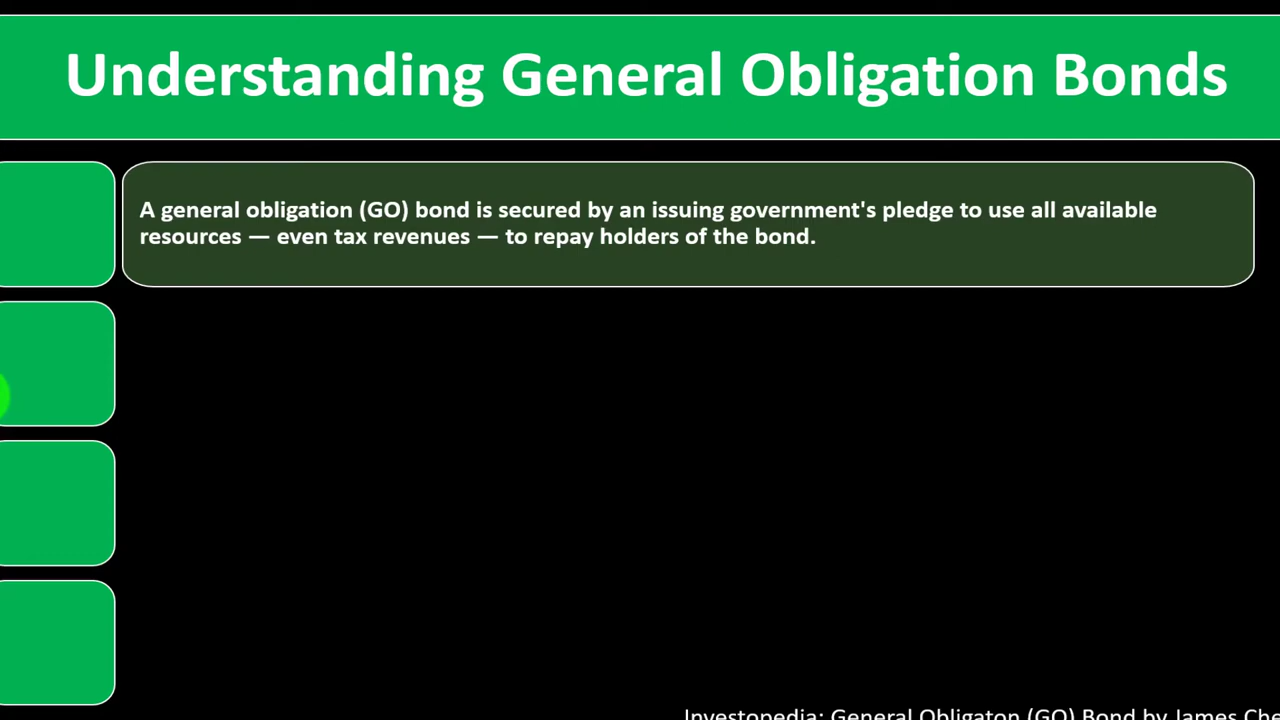 Understanding General Obligation Bonds
A general obligation (GO) bond is secured by an issuing government's pledge to use all available
resources — even tax revenues — to repay holders of the bond.
Investopedia: General Obligaton (GO) Bond by James Che